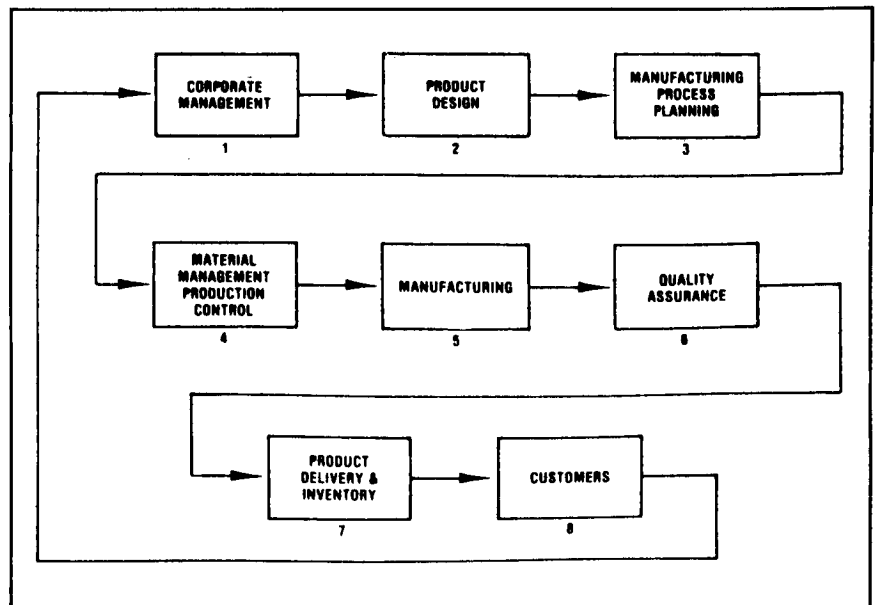 CORPORATE
MANAGEMENT
1
PRODUCT
DESIGN
2
MANUFACTURING
PROCESS
PLANNING
3
MATERIAL
MANAGEMENT
PRODUCTION
CONTROL
4
MANUFACTURING
5
QUALITY
ASSURANCE
6
PRODUCT
DELIVERY &
INVENTORY
7
CUSTOMERS
8